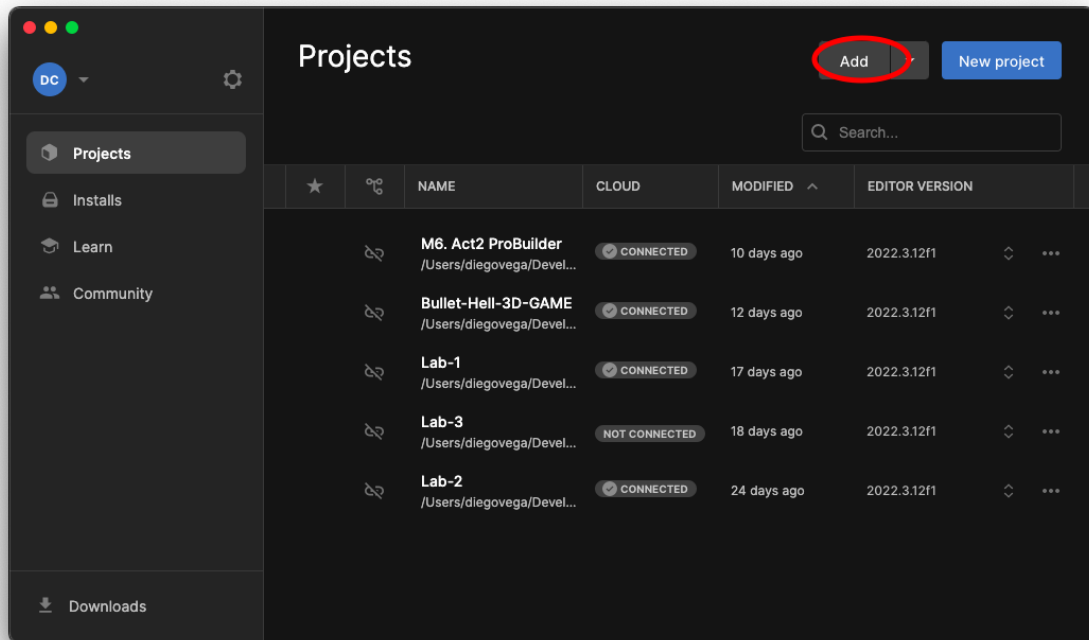 Projects
Add
New project
DC
Search...
Projects
Installs
Learn
Community
NAME
CLOUD
MODIFIED
EDITOR VERSION
M6. Act2 ProBuilder
/Users/diegovega/Devel...
CONNECTED
10 days ago
2022.3.12f1
Bullet-Hell-3D-GAME
/Users/diegovega/Devel...
CONNECTED
12 days ago
2022.3.12f1
Lab-1
/Users/diegovega/Devel...
CONNECTED
17 days ago
2022.3.12f1
Lab-3
/Users/diegovega/Devel...
NOT CONNECTED
18 days ago
2022.3.12f1
Lab-2
/Users/diegovega/Devel...
CONNECTED
24 days ago
2022.3.12f1
Downloads